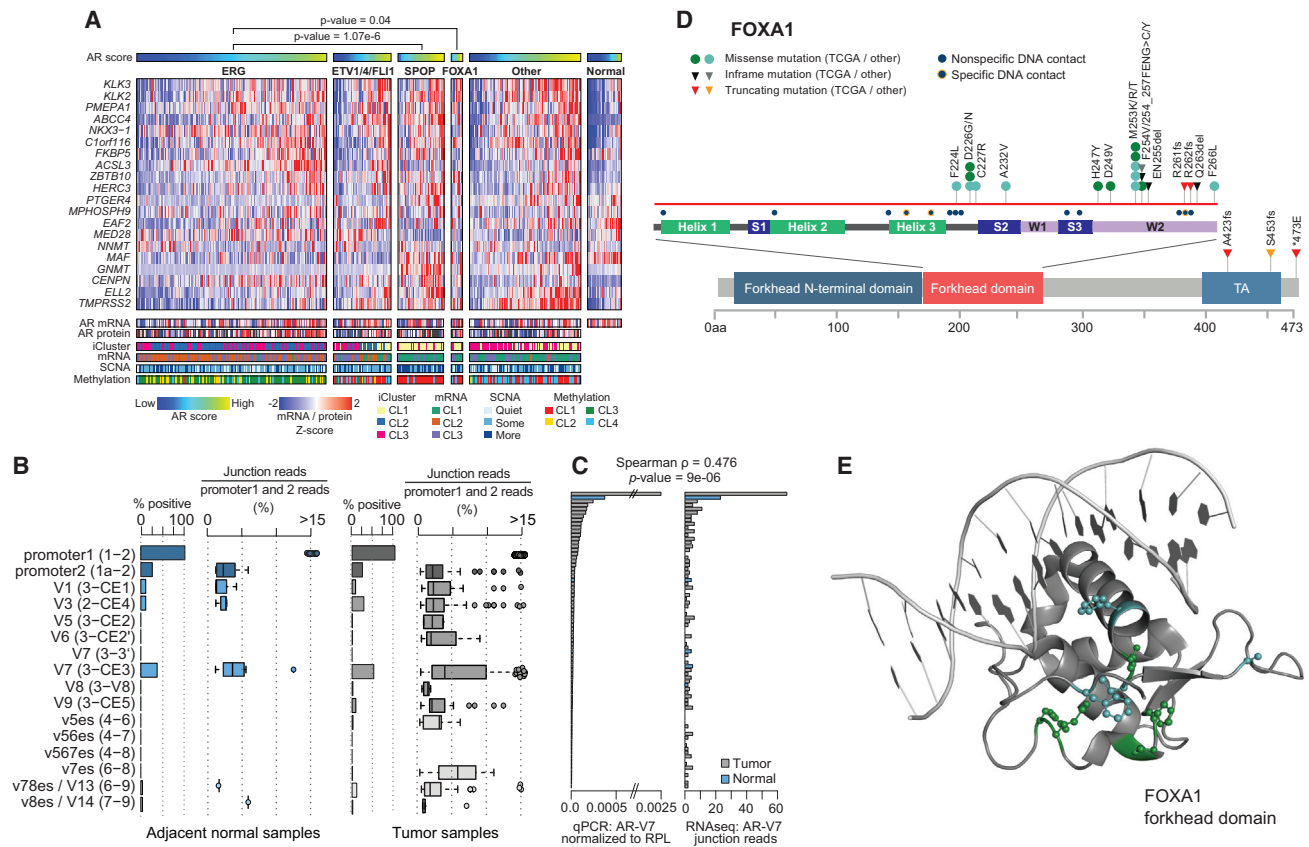 A
p-value = 0.04
p-value = 1.07e-6
AR score
ERG
ETV1/4/FLI1
SPOP
FOXA1
Other
Normal
KLK3
KLK2
PMEPA1
ABCC4
NKX3-1
C1orf116
FKBP5
ACSL3
ZBTB10
HERC3
PTGER4
MPHOSPH9
EAF2
MED28
NNMT
MAF
GNMT
CENPN
ELL2
TMPRSS2
AR mRNA
AR protein
iCluster
mRNA
SCNA
Methylation
Low High
AR score
-2 2
mRNA / protein
Z-score
iCluster
CL1
CL2
CL3
mRNA
CL1
CL2
CL3
SCNA
Quiet
Some
More
Methylation
CL1 CL3
CL2 CL4
D
FOXA1
Missense mutation (TCGA / other)
Inframe mutation (TCGA / other)
Truncating mutation (TCGA / other)
Nonspecific DNA contact
Specific DNA contact
F224L
D226G/N
C227R
A232V
H247Y
D249V
M253K/R/T
F254V/254_257FENG>C/Y
EN255del
R261fs
R262fs
Q263del
F266L
Helix 1
S1
Helix 2
Helix 3
S2
W1
S3
W2
A423fs
S453fs
*473E
Forkhead N-terminal domain
Forkhead domain
TA
0aa 100 200 300 400 473
B
% positive
0 100
Junction reads
promoter1 and 2 reads
(%)
0 >15
% positive
0 100
Junction reads
promoter1 and 2 reads
(%)
0 >15
promoter1 (1-2)
promoter2 (1a-2)
V1 (3-CE1)
V3 (2-CE4)
V5 (3-CE2)
V6 (3-CE2')
V7 (3-3')
V7 (3-CE3)
V8 (3-V8)
V9 (3-CE5)
v5es (4-6)
v56es (4-7)
v567es (4-8)
v7es (6-8)
v78es / V13 (6-9)
v8es / V14 (7-9)
Adjacent normal samples
Tumor samples
C
Spearman ρ = 0.476
p-value = 9e-06
Tumor
Normal
0.0 0.0005 0.0025
qPCR: AR-V7
normalized to RPL
0 20 40 60
RNAseq: AR-V7
junction reads
E
FOXA1
forkhead domain